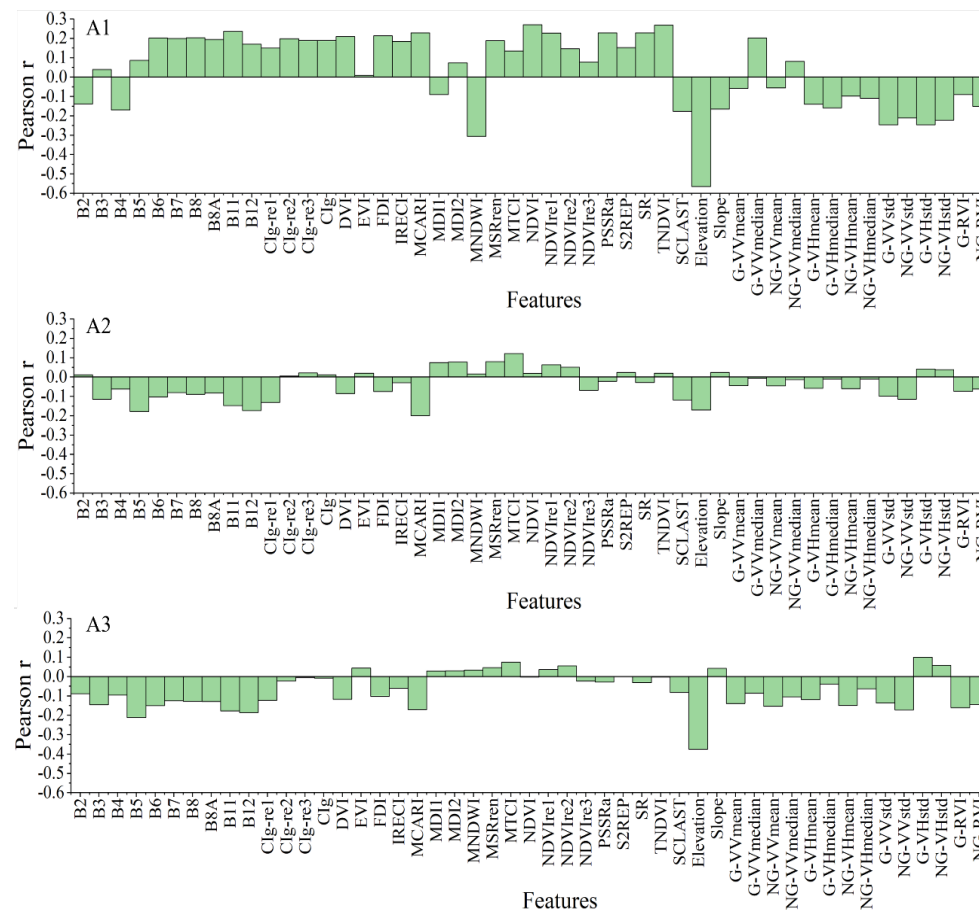 A1
Pearson r
0.3
0.2
0.1
0.0
-0.1
-0.2
-0.3
-0.4
-0.5
-0.6
B2
B3
B4
B5
B6
B7
B8
B8A
B11
B12
CIg-re1
CIg-re2
CIg-re3
CIg
DVI
EVI
FDI
IRECI
MCARI
MDI1
MDI2
MNDWI
MSRren
MTCI
NDVI
NDVIre1
NDVIre2
NDVIre3
PSSRa
S2REP
SR
TNDVI
SCLAST
Elevation
Slope
G-VVmean
G-VVmedian
NG-VVmean
NG-VVmedian
G-VHmean
G-VHmedian
NG-VHmean
NG-VHmedian
G-VVstd
NG-VVstd
G-VHstd
NG-VHstd
G-RVI
NG-RVI
Features
A2
Pearson r
0.3
0.2
0.1
0.0
-0.1
-0.2
-0.3
-0.4
-0.5
-0.6
B2
B3
B4
B5
B6
B7
B8
B8A
B11
B12
CIg-re1
CIg-re2
CIg-re3
CIg
DVI
EVI
FDI
IRECI
MCARI
MDI1
MDI2
MNDWI
MSRren
MTCI
NDVI
NDVIre1
NDVIre2
NDVIre3
PSSRa
S2REP
SR
TNDVI
SCLAST
Elevation
Slope
G-VVmean
G-VVmedian
NG-VVmean
NG-VVmedian
G-VHmean
G-VHmedian
NG-VHmean
NG-VHmedian
G-VVstd
NG-VVstd
G-VHstd
NG-VHstd
G-RVI
NG-RVI
Features
A3
Pearson r
0.3
0.2
0.1
0.0
-0.1
-0.2
-0.3
-0.4
-0.5
-0.6
B2
B3
B4
B5
B6
B7
B8
B8A
B11
B12
CIg-re1
CIg-re2
CIg-re3
CIg
DVI
EVI
FDI
IRECI
MCARI
MDI1
MDI2
MNDWI
MSRren
MTCI
NDVI
NDVIre1
NDVIre2
NDVIre3
PSSRa
S2REP
SR
TNDVI
SCLAST
Elevation
Slope
G-VVmean
G-VVmedian
NG-VVmean
NG-VVmedian
G-VHmean
G-VHmedian
NG-VHmean
NG-VHmedian
G-VVstd
NG-VVstd
G-VHstd
NG-VHstd
G-RVI
NG-RVI
Features